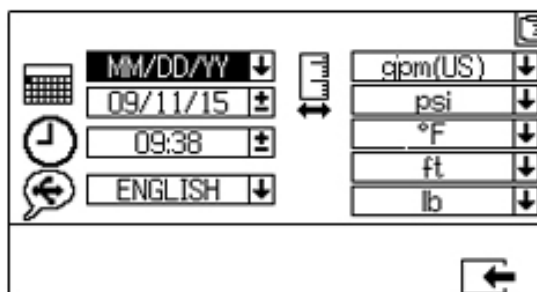 MM/DD/YY
09/11/15
09:38
ENGLISH
gpm(US)
psi
°F
ft
lb